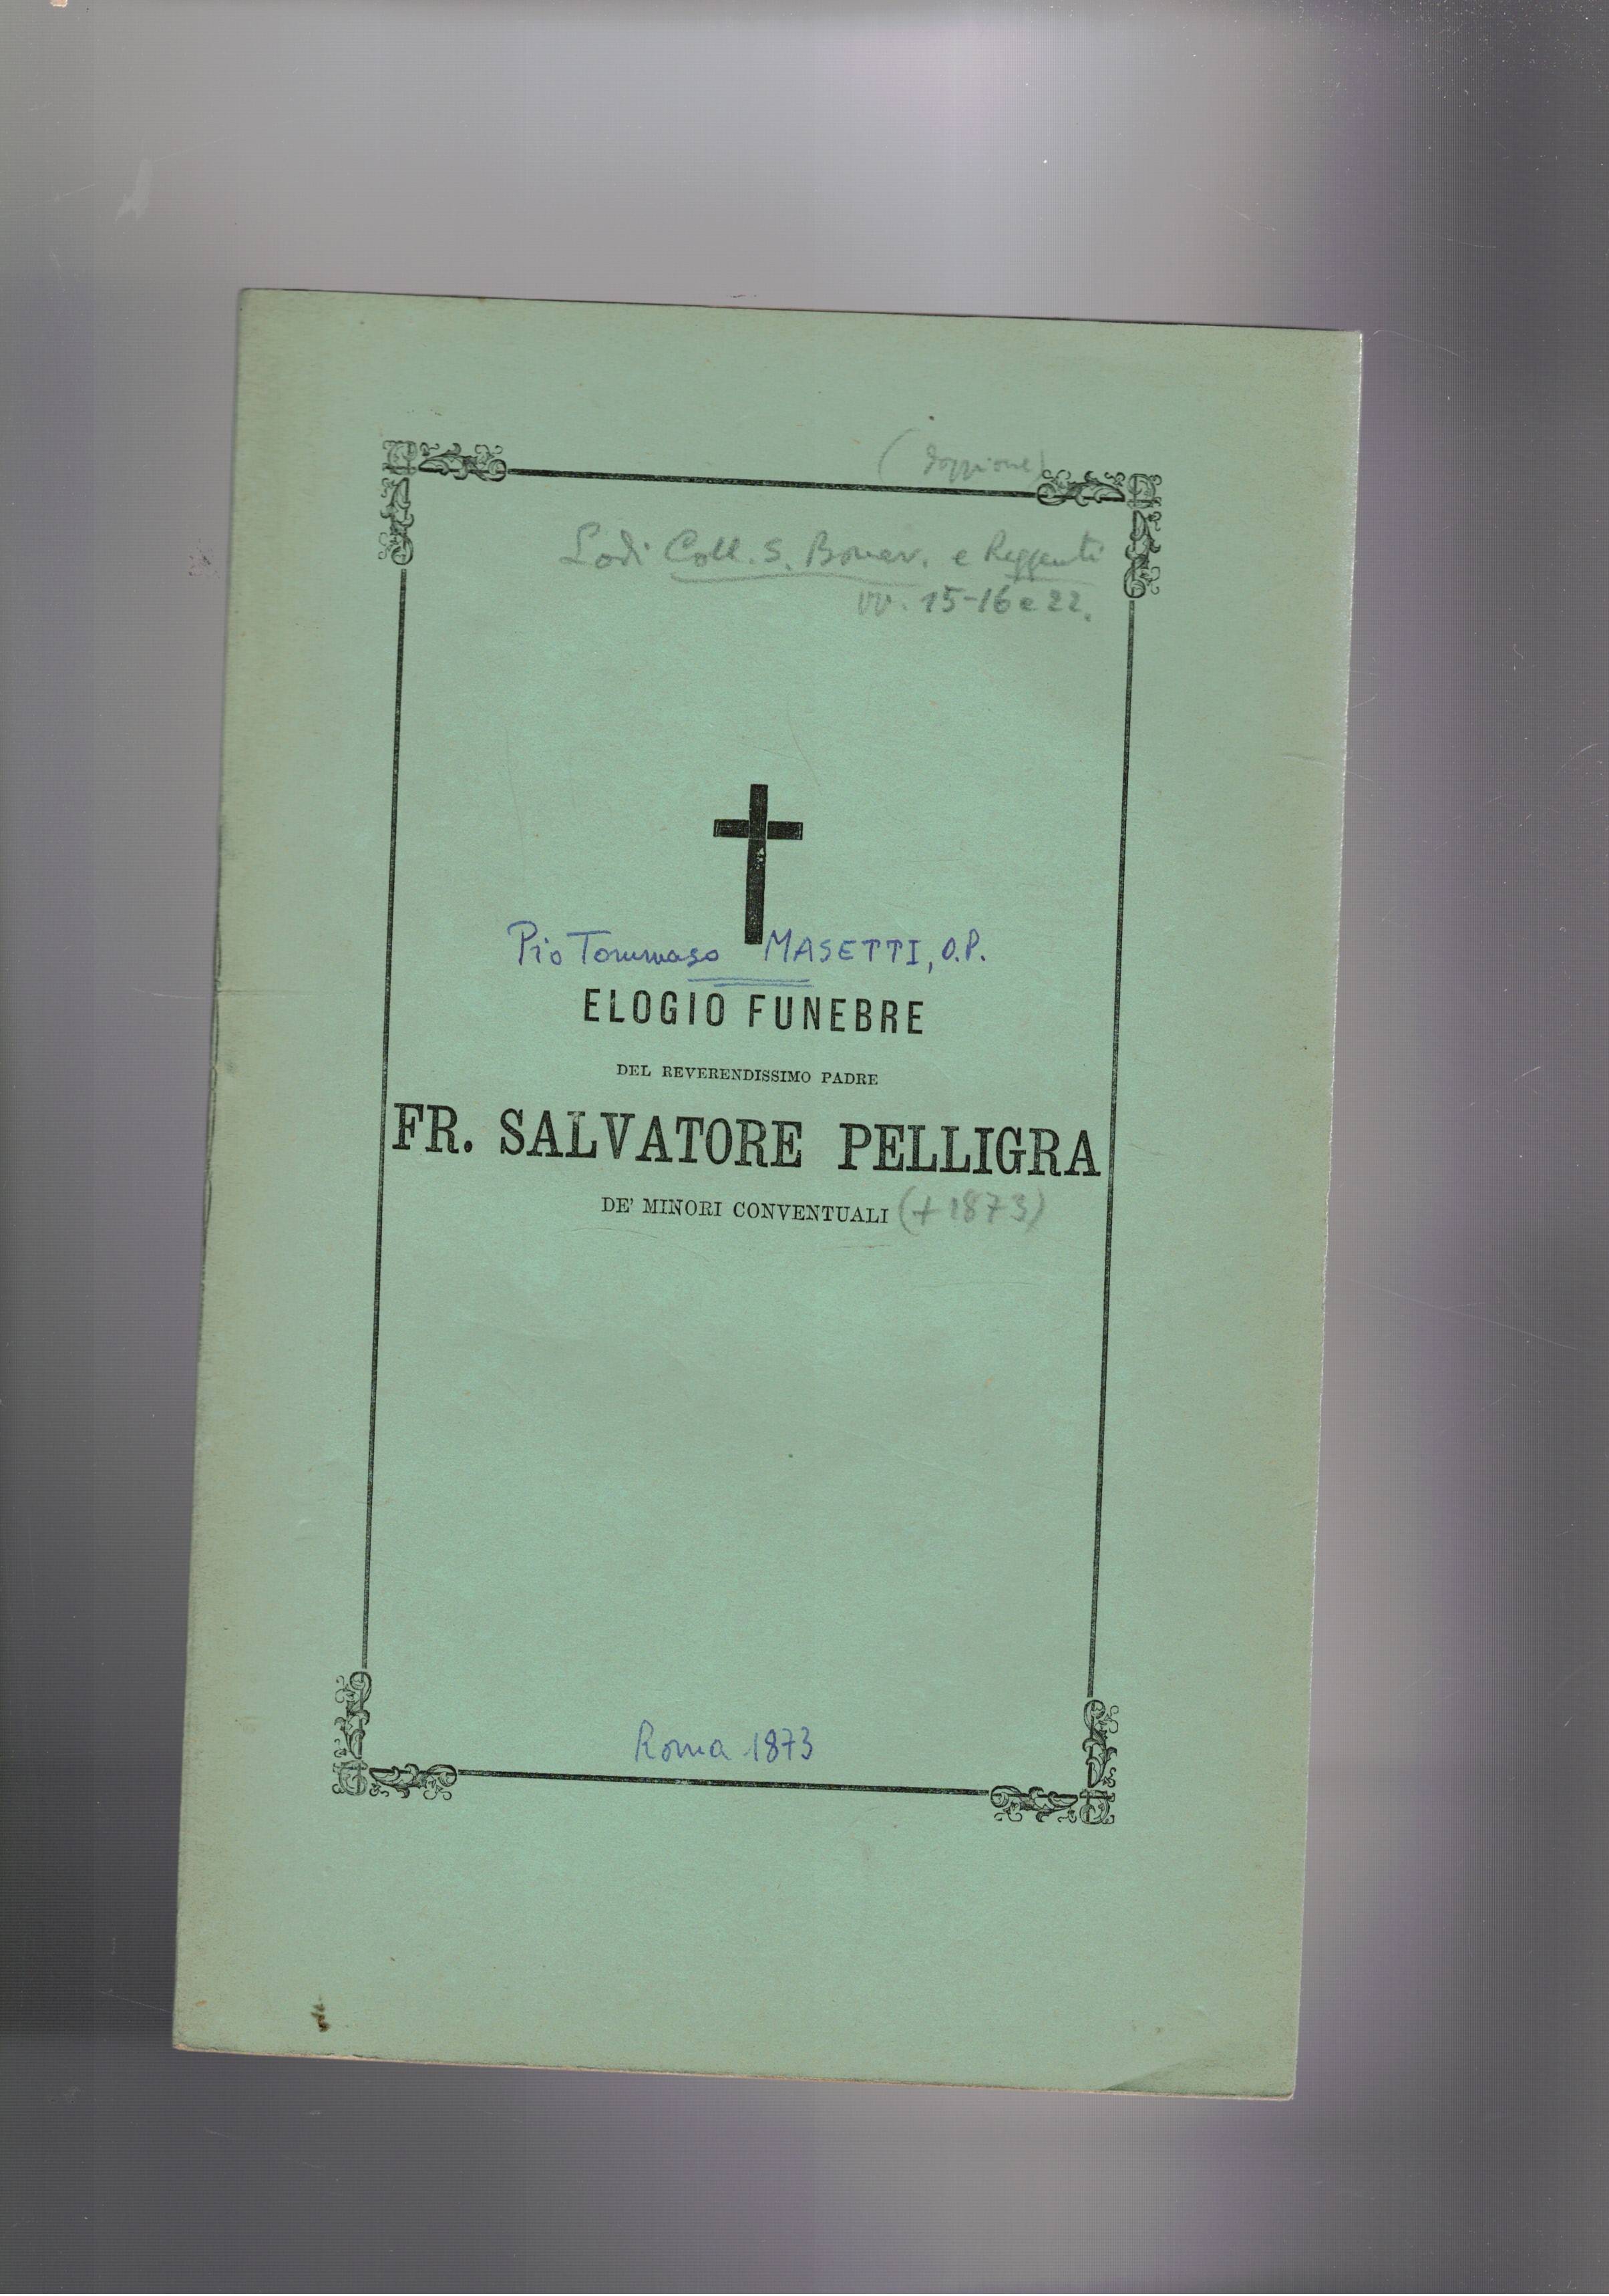 (doppione)
Lodi Coll. S. Bonav. e Reggenti
vv. 15-16 e 22.
Pio Tommaso MASETTI, O.P.
ELOGIO FUNEBRE
DEL REVERENDISSIMO PADRE
FR. SALVATORE PELLIGRA
DE' MINORI CONVENTUALI (+ 1873)
Roma 1873